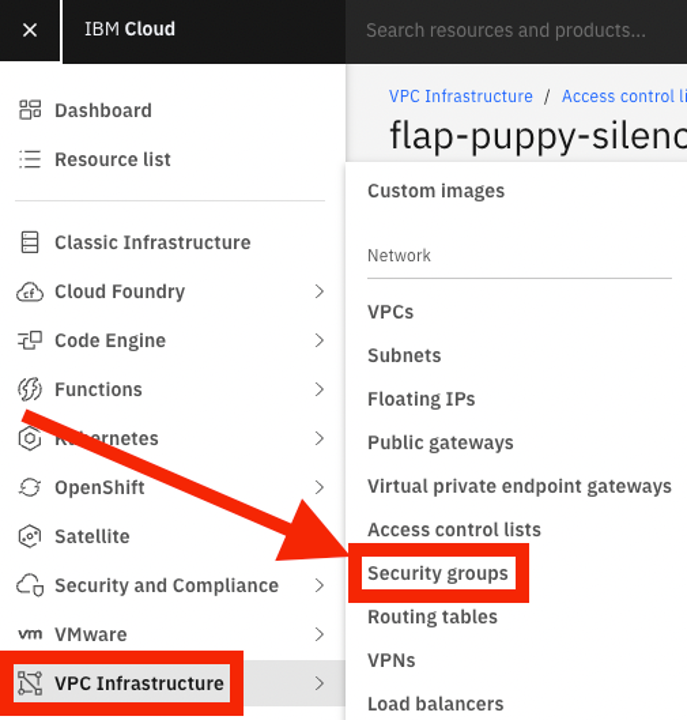 IBM Cloud
Search resources and products...
Dashboard
Resource list
Classic Infrastructure
Cloud Foundry
Code Engine
Functions
Kubernetes
OpenShift
Satellite
Security and Compliance
vm VMware
VPC Infrastructure
VPC Infrastructure / Access control li
flap-puppy-silenc
Custom images
Network
VPCs
Subnets
Floating IPs
Public gateways
Virtual private endpoint gateways
Access control lists
Security groups
Routing tables
VPNs
Load balancers